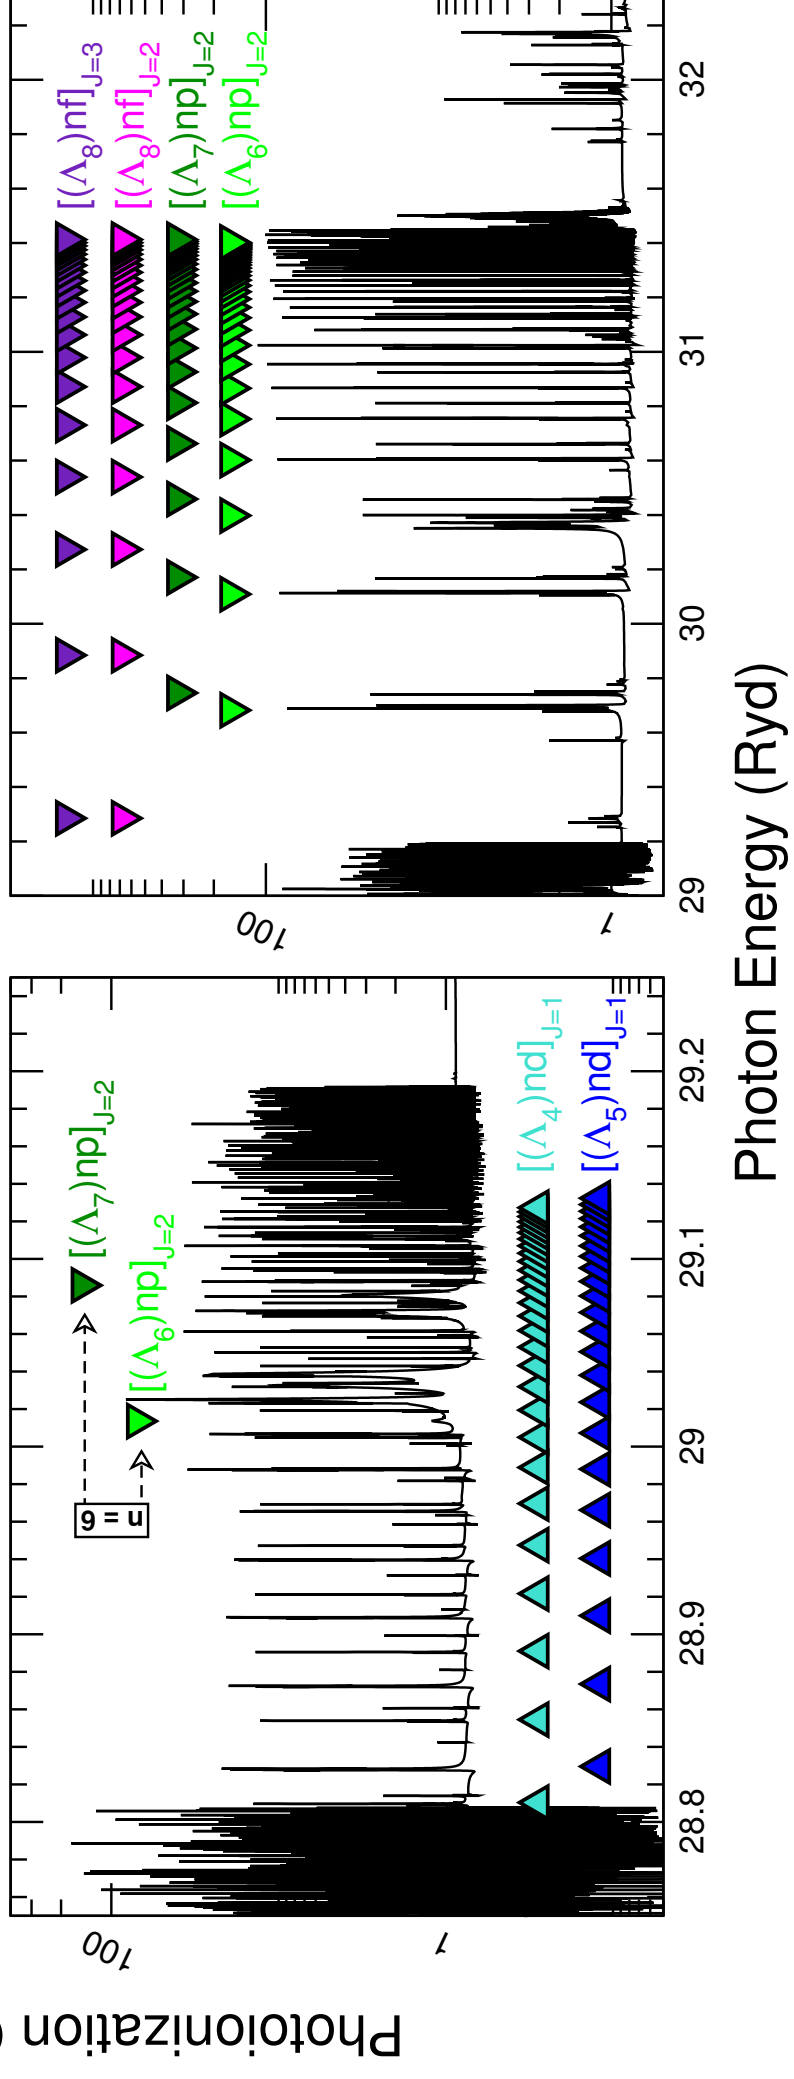 Photoionization
100
1
n = 6
[(Λ7)np]J=2
[(Λ6)np]J=2
[(Λ4)nd]J=1
[(Λ5)nd]J=1
28.8
28.9
29
29.1
29.2
100
1
[(Λ8)nf]J=3
[(Λ8)nf]J=2
[(Λ7)np]J=2
[(Λ6)np]J=2
29
30
31
32
Photon Energy (Ryd)